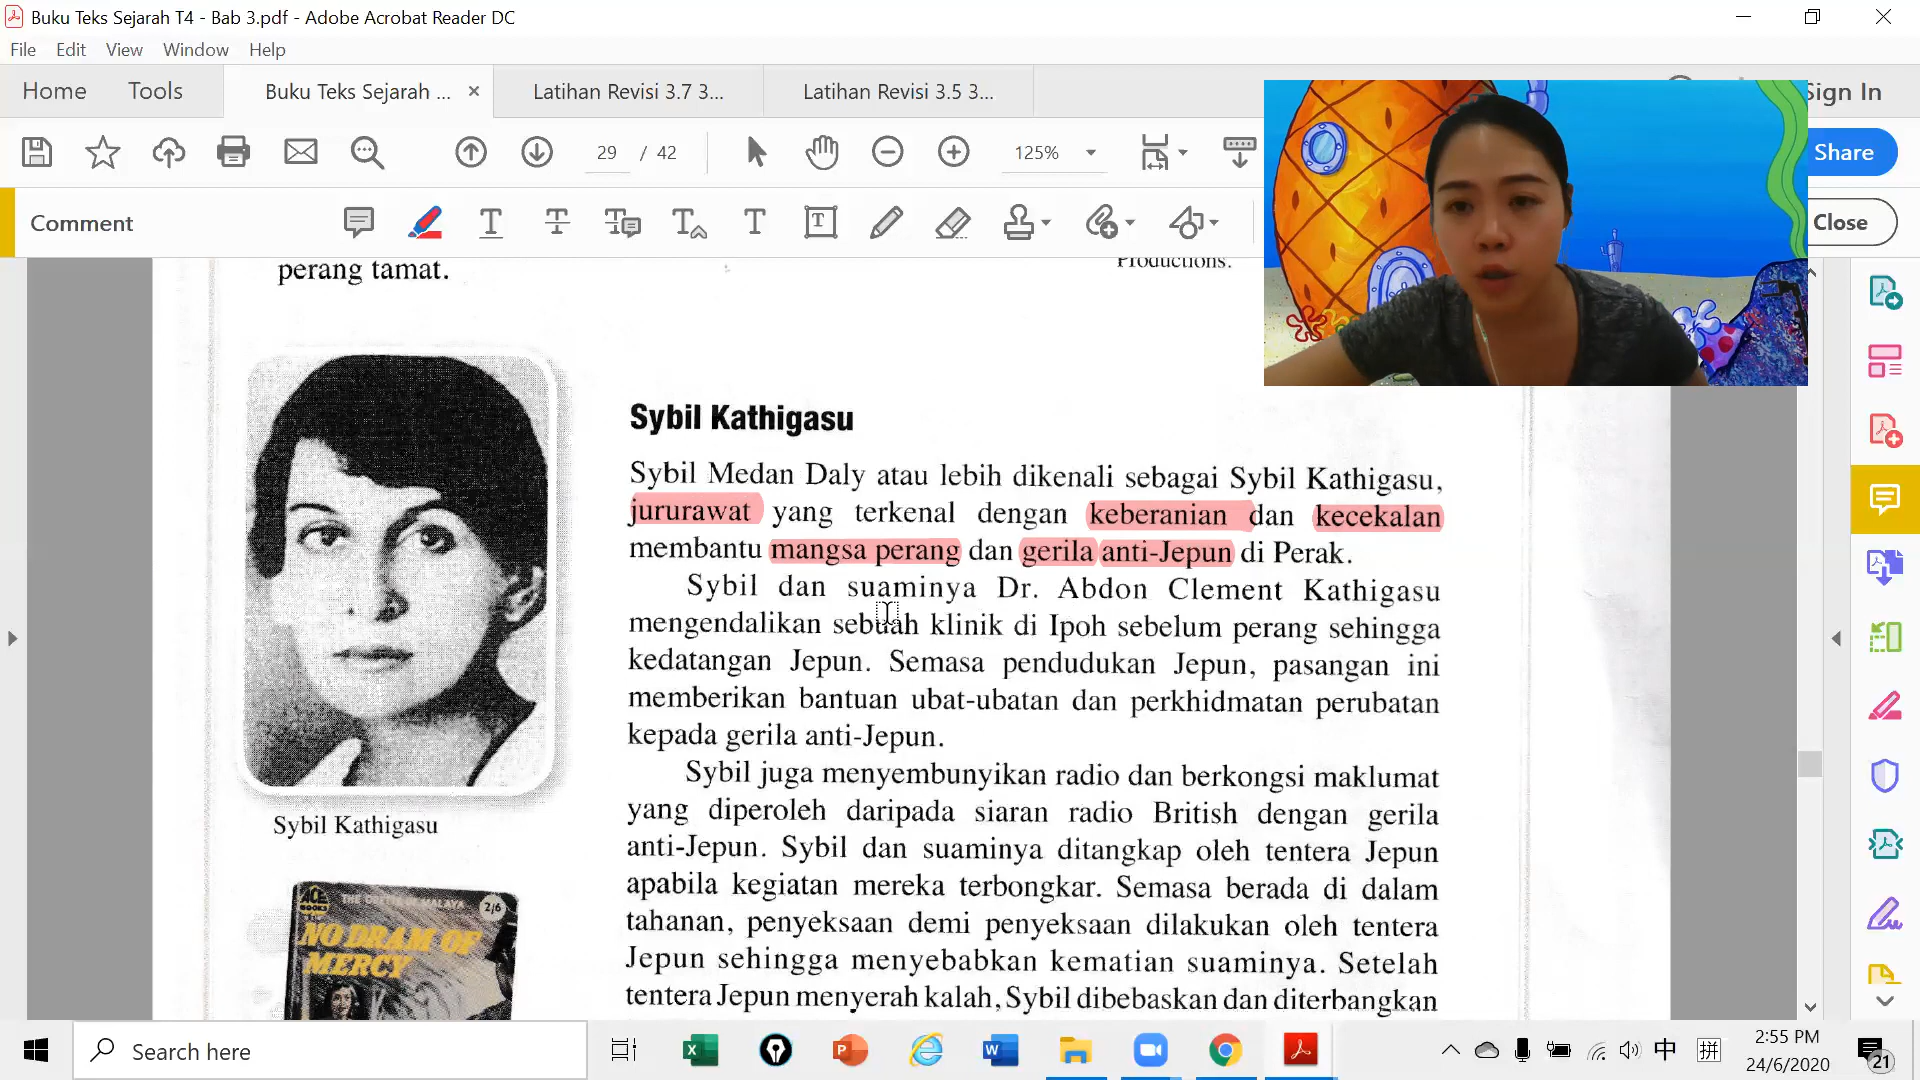 Buku Teks Sejarah T4 - Bab 3.pdf - Adobe Acrobat Reader DC
File Edit View Window Help
Home Tools Buku Teks Sejarah ... Latihan Revisi 3.7 3... Latihan Revisi 3.5 3... Sign In
29 / 42 125% Share
Comment Close
perang tamat.
Productions.
Sybil Kathigasu
Sybil Medan Daly atau lebih dikenali sebagai Sybil Kathigasu,
jururawat yang terkenal dengan keberanian dan kecekalan
membantu mangsa perang dan gerila anti-Jepun di Perak.
Sybil dan suaminya Dr. Abdon Clement Kathigasu
mengendalikan sebuah klinik di Ipoh sebelum perang sehingga
kedatangan Jepun. Semasa pendudukan Jepun, pasangan ini
memberikan bantuan ubat-ubatan dan perkhidmatan perubatan
kepada gerila anti-Jepun.
Sybil juga menyembunyikan radio dan berkongsi maklumat
yang diperoleh daripada siaran radio British dengan gerila
anti-Jepun. Sybil dan suaminya ditangkap oleh tentera Jepun
apabila kegiatan mereka terbongkar. Semasa berada di dalam
tahanan, penyeksaan demi penyeksaan dilakukan oleh tentera
Jepun sehingga menyebabkan kematian suaminya. Setelah
tentera Jepun menyerah kalah, Sybil dibebaskan dan diterbangkan
Sybil Kathigasu
ACE
BOOKS
2/6
NO DRAM OF
MERCY
Search here
中 拼
2:55 PM
24/6/2020
21